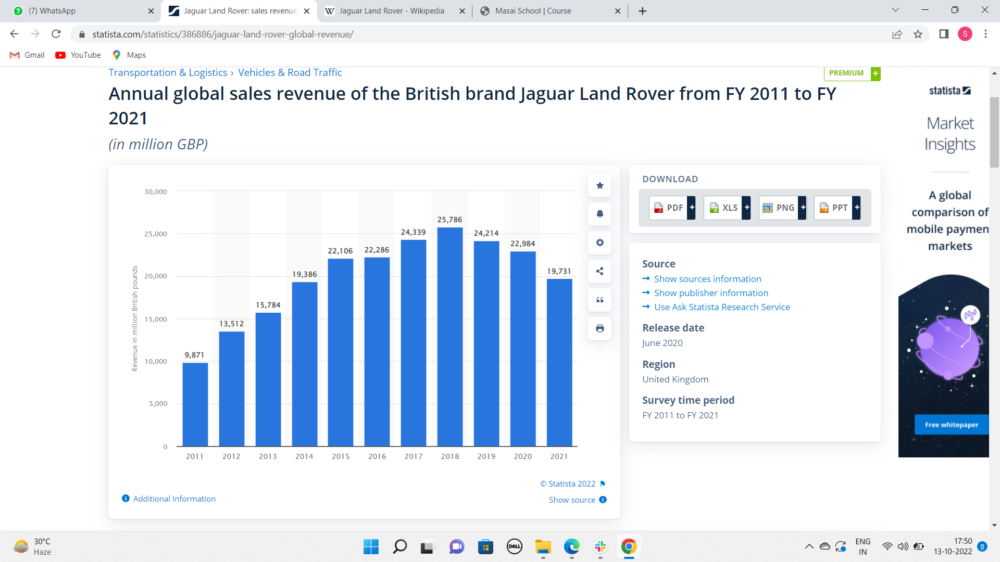 (7) WhatsApp
Jaguar Land Rover: sales revenue
Jaguar Land Rover - Wikipedia
Masai School | Course
statista.com/statistics/386886/jaguar-land-rover-global-revenue/
S
Gmail
YouTube
Maps
Transportation & Logistics › Vehicles & Road Traffic
PREMIUM +
Annual global sales revenue of the British brand Jaguar Land Rover from FY 2011 to FY
2021
(in million GBP)
Revenue in million British pounds
30,000
25,000
20,000
15,000
10,000
5,000
0
9,871
13,512
15,784
19,386
22,106
22,286
24,339
25,786
24,214
22,984
19,731
2011 2012 2013 2014 2015 2016 2017 2018 2019 2020 2021
© Statista 2022
Additional Information
Show source
DOWNLOAD
PDF + XLS + PNG + PPT +
Source
Show sources information
Show publisher information
Use Ask Statista Research Service
Release date
June 2020
Region
United Kingdom
Survey time period
FY 2011 to FY 2021
statista
Market
Insights
A global
comparison of
mobile paymen
markets
Free whitepaper
30°C
Haze
DELL
ENG
IN
17:50
13-10-2022
8